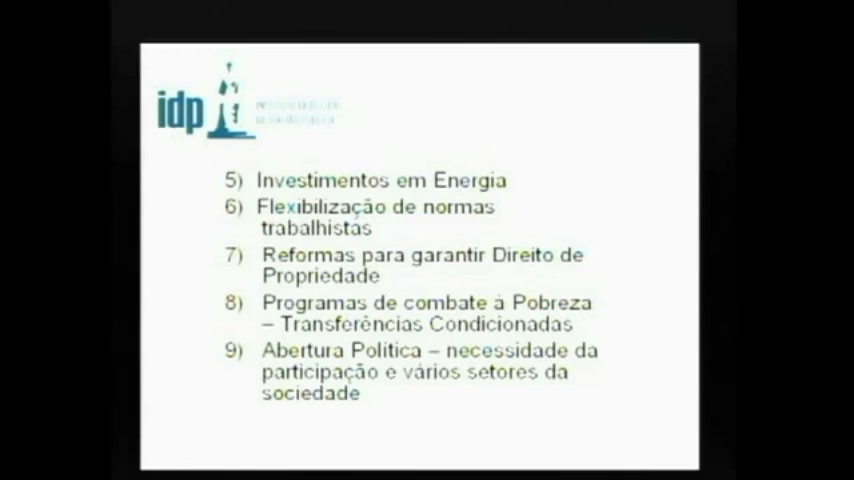 idp
5) Investimentos em Energia
6) Flexibilização de normas
trabalhistas
7) Reformas para garantir Direito de
Propriedade
8) Programas de combate à Pobreza
– Transferências Condicionadas
9) Abertura Política – necessidade da
participação e vários setores da
sociedade